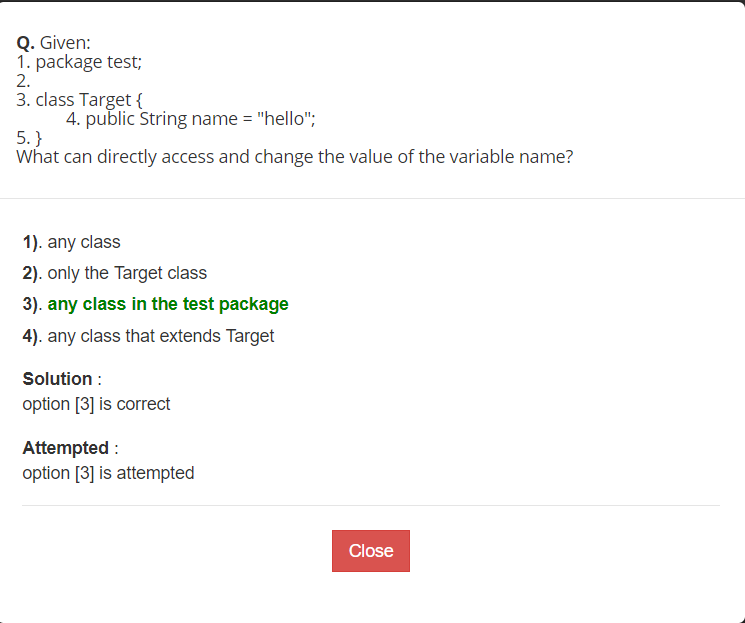 Q. Given:
1. package test;
2.
3. class Target {
4. public String name = "hello";
5. }
What can directly access and change the value of the variable name?
1). any class
2). only the Target class
3). any class in the test package
4). any class that extends Target
Solution :
option [3] is correct
Attempted :
option [3] is attempted
Close